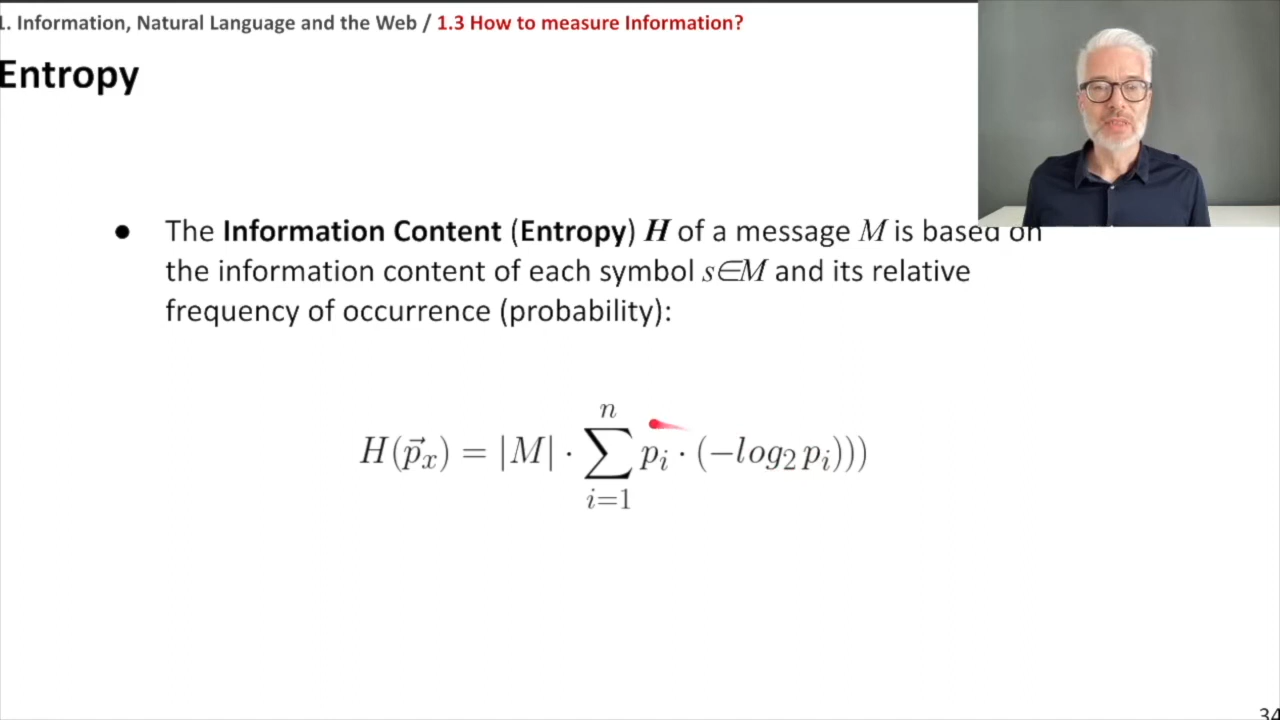 1. Information, Natural Language and the Web / 1.3 How to measure Information?
Entropy
● The Information Content (Entropy) H of a message M is based on
the information content of each symbol s∈M and its relative
frequency of occurrence (probability):
n
H(p⃗ₓ) = |M| · ∑ pᵢ · (−log₂ pᵢ)))
i=1
34